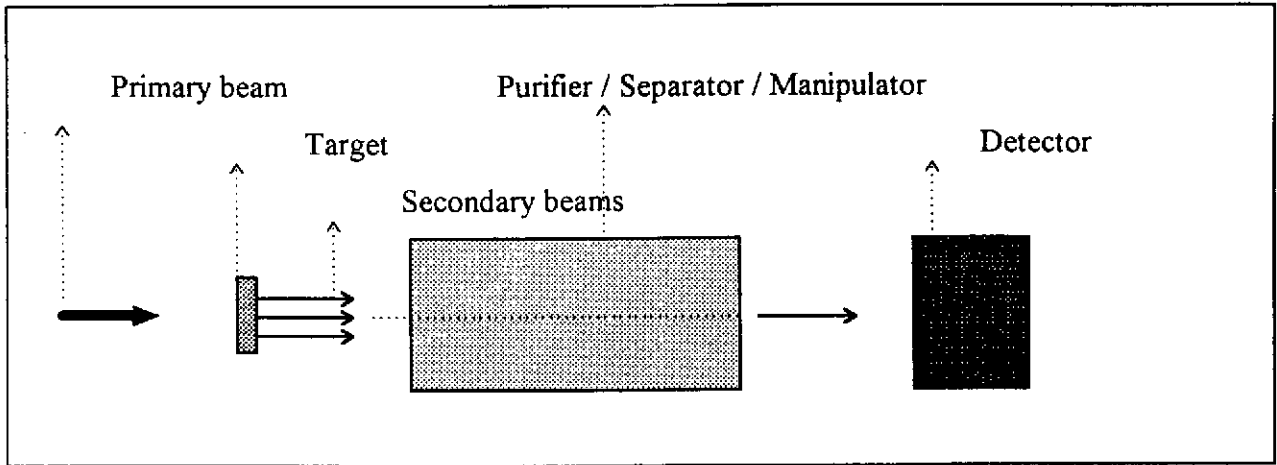 Primary beam
Purifier / Separator / Manipulator
Target
Detector
Secondary beams